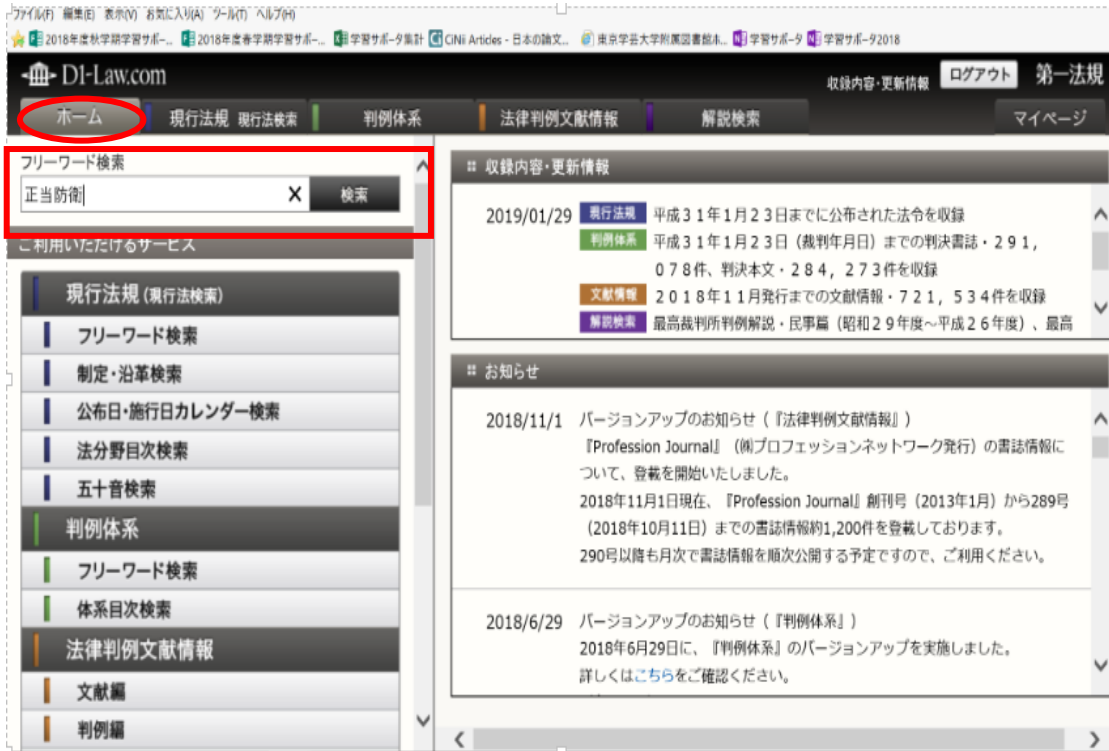 ファイル(F) 編集(E) 表示(V) お気に入り(A) ツール(T) ヘルプ(H)
2018年度秋学期学習サポー... 2018年度春学期学習サポー... 学習サポータ集計 CiNii Articles - 日本の論文... 東京学芸大学附属図書館ホ... 学習サポータ 学習サポータ2018
D1-Law.com
収録内容・更新情報 ログアウト 第一法規
ホーム 現行法規 現行法検索 判例体系 法律判例文献情報 解説検索 マイページ
フリーワード検索
正当防衛 X 検索
ご利用いただけるサービス
現行法規 (現行法検索)
フリーワード検索
制定・沿革検索
公布日・施行日カレンダー検索
法分野目次検索
五十音検索
判例体系
フリーワード検索
体系目次検索
法律判例文献情報
文献編
判例編
収録内容・更新情報
2019/01/29 現行法規 平成31年1月23日までに公布された法令を収録
判例体系 平成31年1月23日（裁判年月日）までの判決書誌・291，
078件、判決本文・284，273件を収録
文献情報 2018年11月発行までの文献情報・721，534件を収録
解説検索 最高裁判所判例解説・民事篇（昭和29年度～平成26年度）、最高
お知らせ
2018/11/1 バージョンアップのお知らせ（『法律判例文献情報』）
『Profession Journal』（㈱プロフェッションネットワーク発行）の書誌情報に
ついて、登載を開始いたしました。
2018年11月1日現在、『Profession Journal』創刊号（2013年1月）から289号
（2018年10月11日）までの書誌情報約1,200件を登載しております。
290号以降も月次で書誌情報を順次公開する予定ですので、ご利用ください。
2018/6/29 バージョンアップのお知らせ（『判例体系』）
2018年6月29日に、『判例体系』のバージョンアップを実施しました。
詳しくはこちらをご確認ください。